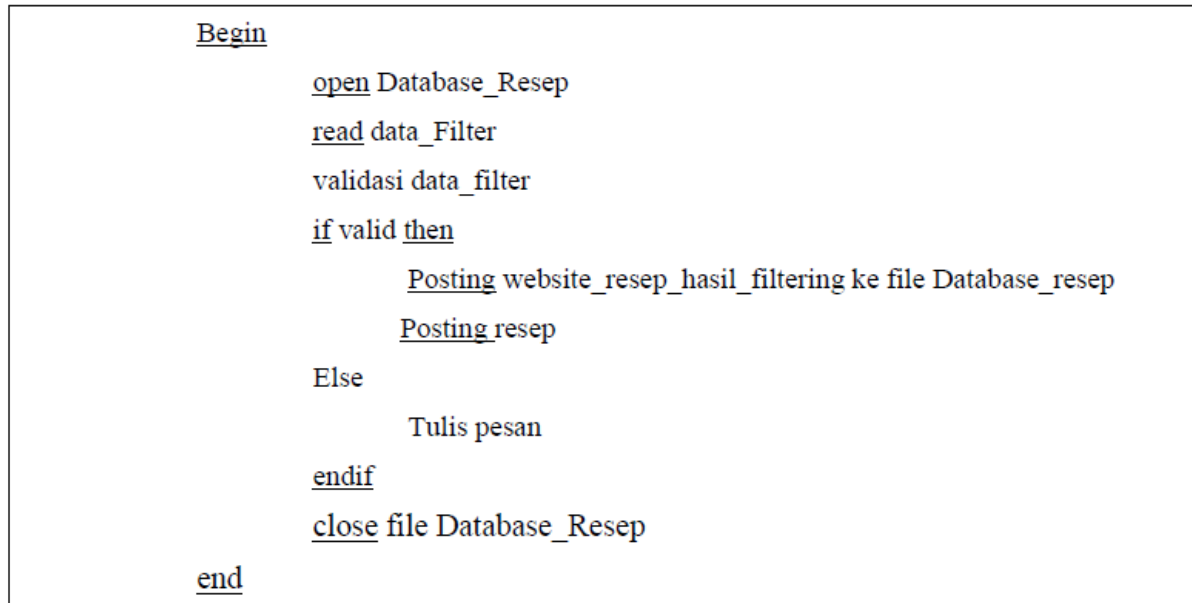 Begin
open Database_Resep
read data_Filter
validasi data_filter
if valid then
Posting website_resep_hasil_filtering ke file Database_resep
Posting resep
Else
Tulis pesan
endif
close file Database_Resep
end